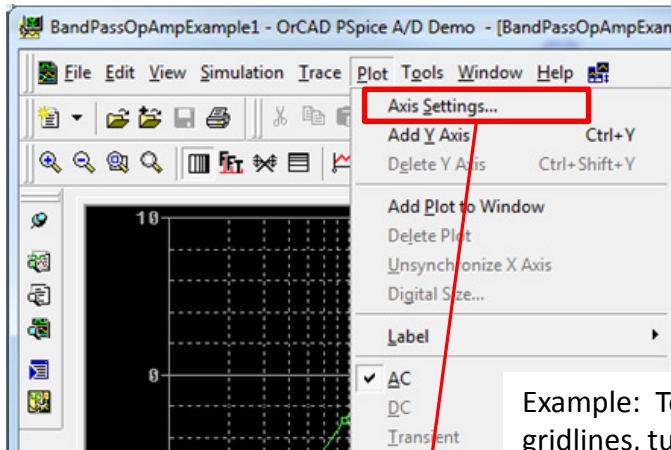 BandPassOpAmpExample1 - OrCAD PSpice A/D Demo - [BandPassOpAmpExam
File Edit View Simulation Trace Plot Tools Window Help
Axis Settings...
Add Y Axis Ctrl+Y
Delete Y Axis Ctrl+Shift+Y
FFT
Add Plot to Window
Delete Plot
Unsynchronize X Axis
Digital Size...
Label
AC
DC
Transient
10
0
Example:
gridlines,